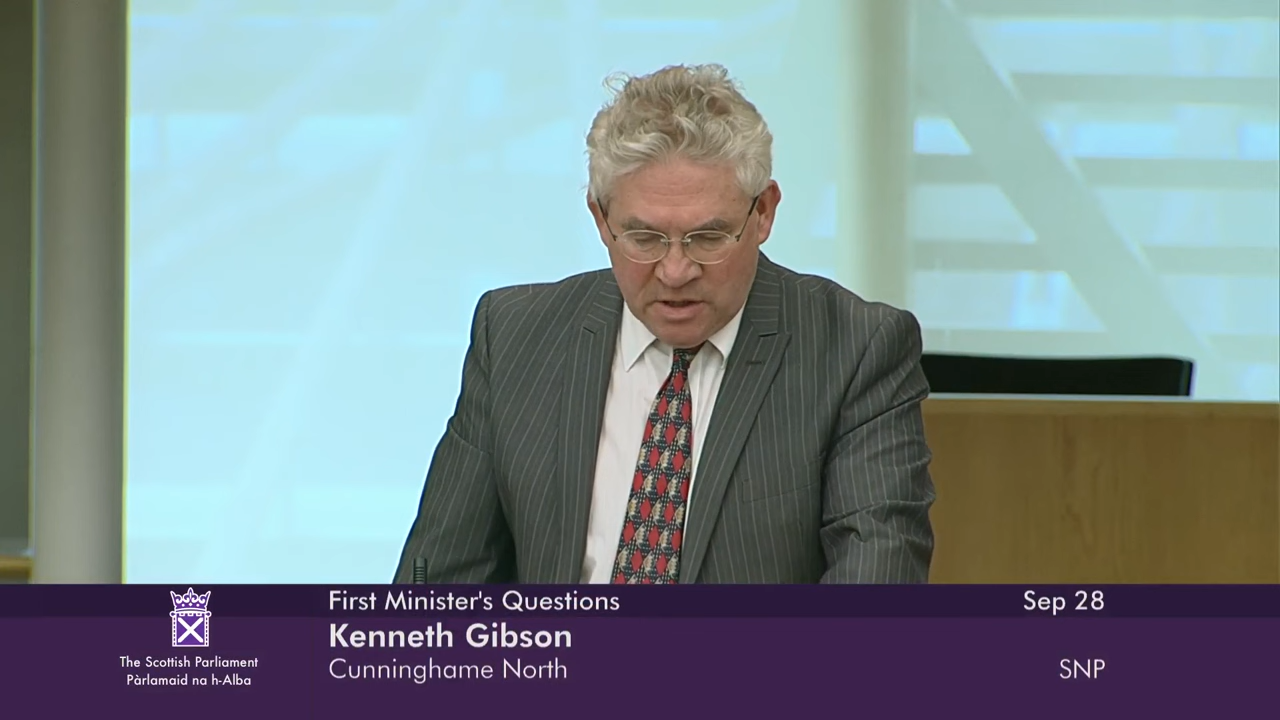 First Minister's Questions
Sep 28
Kenneth Gibson
Cunninghame North
SNP
The Scottish Parliament
Pàrlamaid na h-Alba